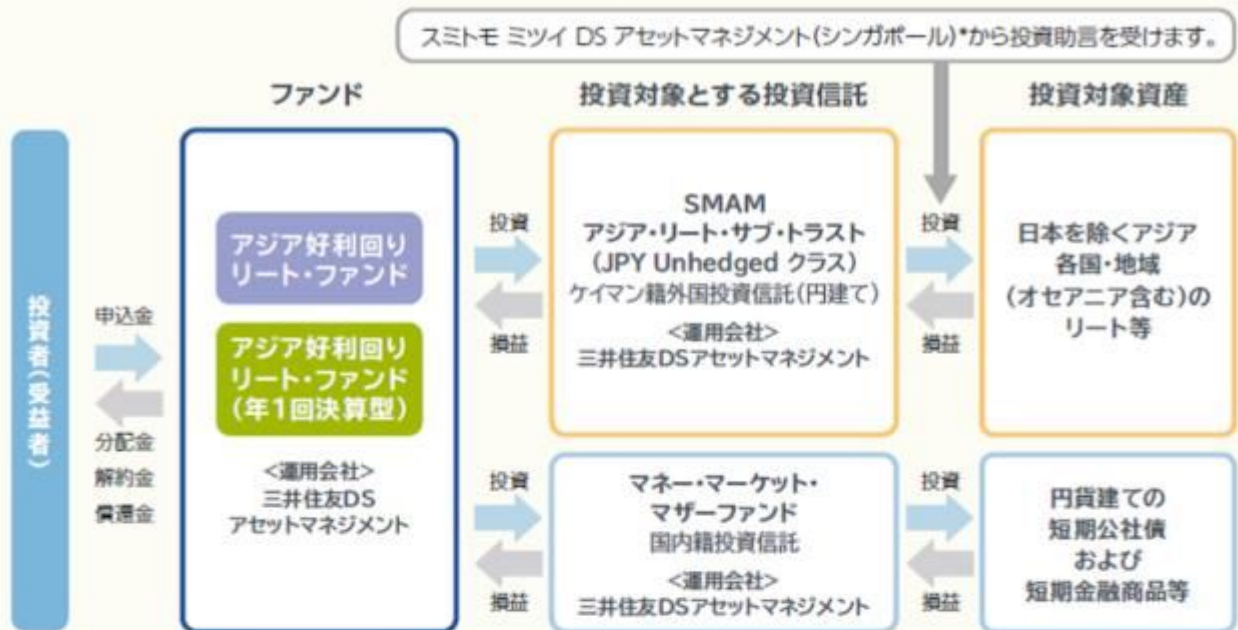 スミトモ ミツイ DS アセットマネジメント(シンガポール)*から投資助言を受けます。
ファンド
投資対象とする投資信託
投資対象資産
投資者(受益者)
申込金
分配金
解約金
償還金
アジア好利回り
リート・ファンド
アジア好利回り
リート・ファンド
(年1回決算型)
<運用会社>
三井住友DS
アセットマネジメント
投資
損益
SMAM
アジア・リート・サブ・トラスト
(JPY Unhedged クラス)
ケイマン籍外国投資信託(円建て)
<運用会社>
三井住友DSアセットマネジメント
投資
損益
日本を除くアジア
各国・地域
(オセアニア含む)の
リート等
投資
損益
マネー・マーケット・
マザーファンド
国内籍投資信託
<運用会社>
三井住友DSアセットマネジメント
投資
損益
円貨建ての
短期公社債
および
短期金融商品等